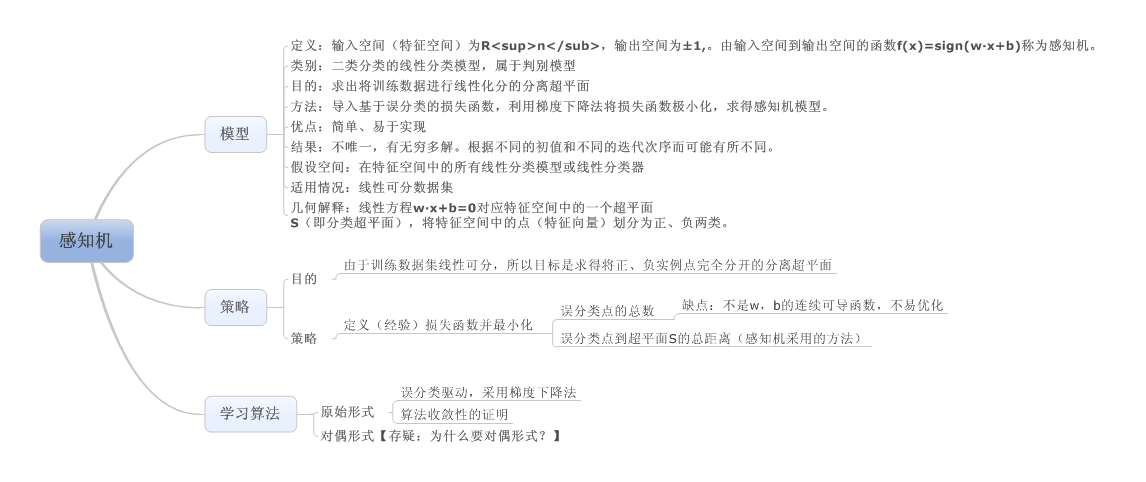 感知机
模型
定义：输入空间（特征空间）为R<sup>n</sub>，输出空间为±1,。由输入空间到输出空间的函数f(x)=sign(w·x+b)称为感知机。
类别：二类分类的线性分类模型，属于判别模型
目的：求出将训练数据进行线性化分的分离超平面
方法：导入基于误分类的损失函数，利用梯度下降法将损失函数极小化，求得感知机模型。
优点：简单、易于实现
结果：不唯一，有无穷多解。根据不同的初值和不同的迭代次序而可能有所不同。
假设空间：在特征空间中的所有线性分类模型或线性分类器
适用情况：线性可分数据集
几何解释：线性方程w·x+b=0对应特征空间中的一个超平面
S（即分类超平面），将特征空间中的点（特征向量）划分为正、负两类。
策略
目的
由于训练数据集线性可分，所以目标是求得将正、负实例点完全分开的分离超平面
策略
定义（经验）损失函数并最小化
误分类点的总数
缺点：不是w，b的连续可导函数，不易优化
误分类点到超平面S的总距离（感知机采用的方法）
学习算法
原始形式
误分类驱动，采用梯度下降法
算法收敛性的证明
对偶形式【存疑：为什么要对偶形式？】